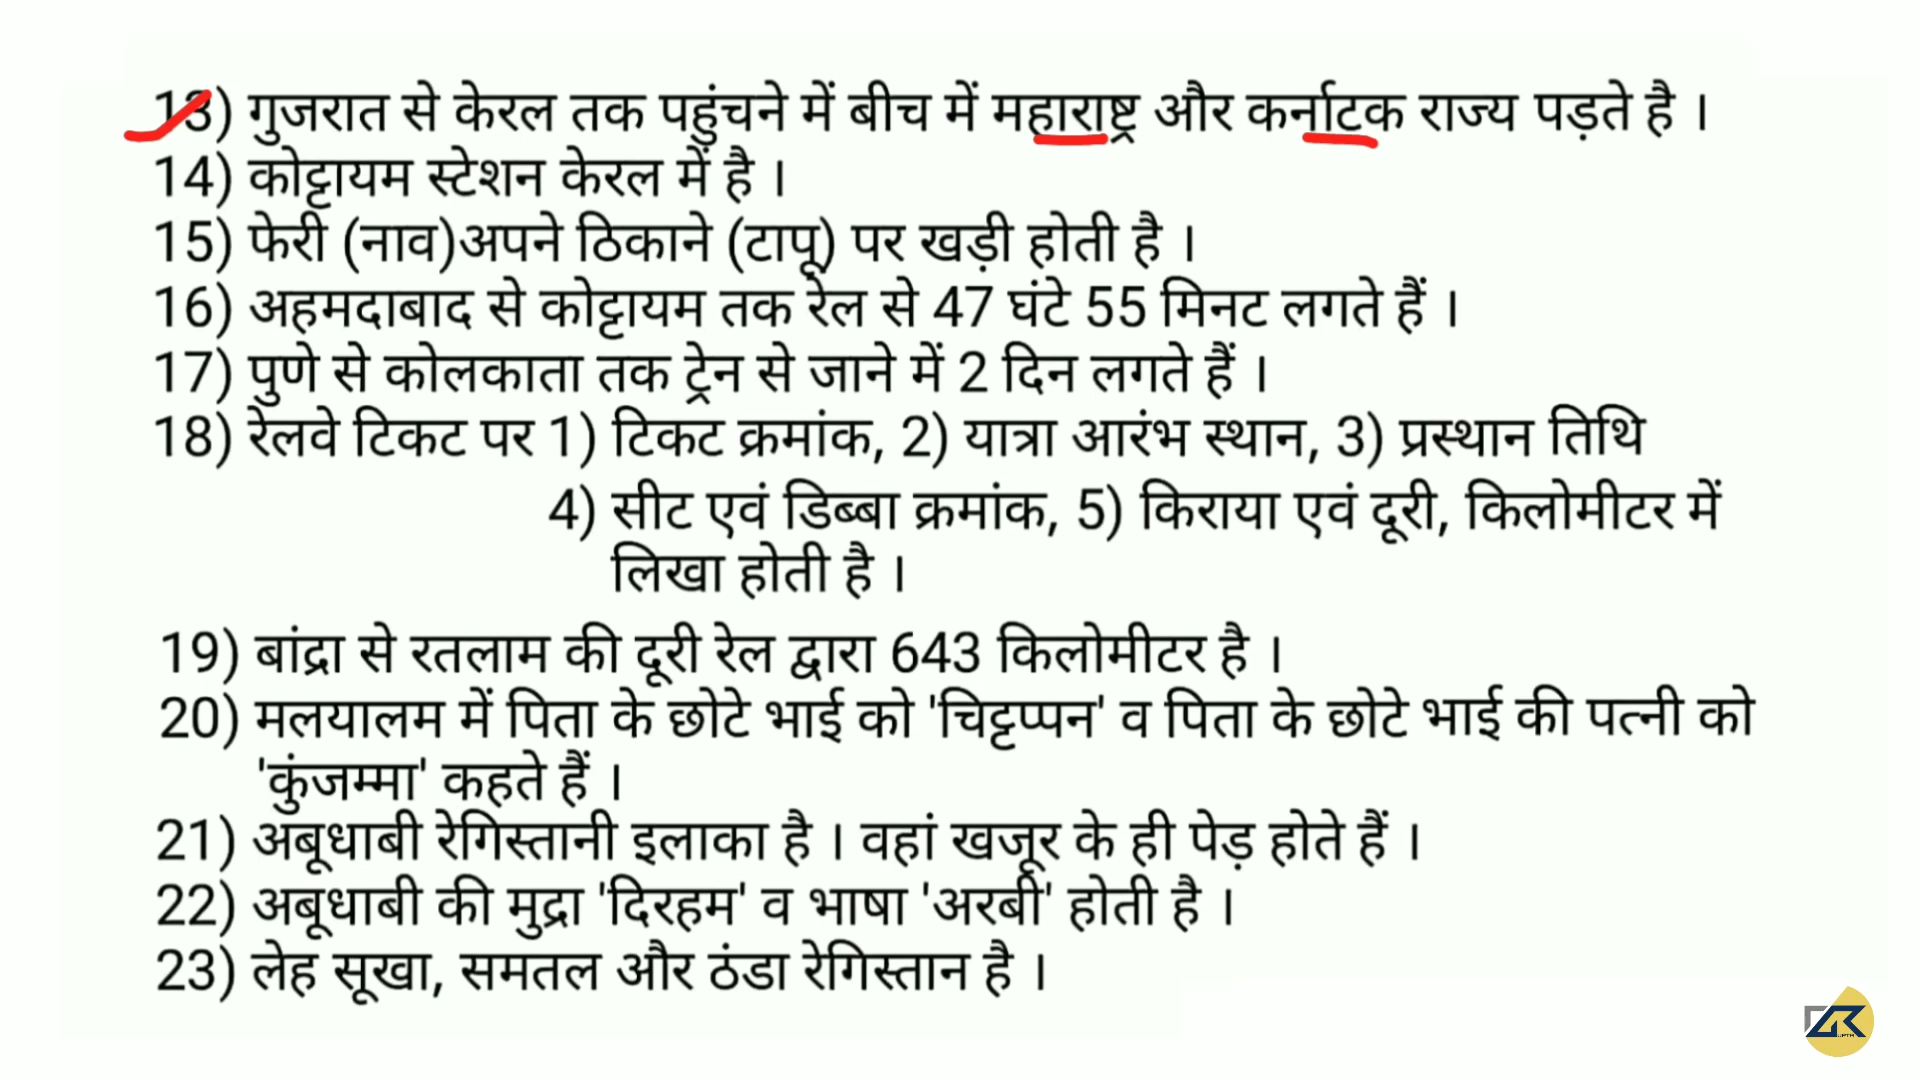 13) गुजरात से केरल तक पहुंचने में बीच में महाराष्ट्र और कर्नाटक राज्य पड़ते है ।
14) कोट्टायम स्टेशन केरल में है ।
15) फेरी (नाव)अपने ठिकाने (टापू) पर खड़ी होती है ।
16) अहमदाबाद से कोट्टायम तक रेल से 47 घंटे 55 मिनट लगते हैं ।
17) पुणे से कोलकाता तक ट्रेन से जाने में 2 दिन लगते हैं ।
18) रेलवे टिकट पर 1) टिकट क्रमांक, 2) यात्रा आरंभ स्थान, 3) प्रस्थान तिथि
4) सीट एवं डिब्बा क्रमांक, 5) किराया एवं दूरी, किलोमीटर में
लिखा होती है ।
19) बांद्रा से रतलाम की दूरी रेल द्वारा 643 किलोमीटर है ।
20) मलयालम में पिता के छोटे भाई को 'चिट्टप्पन' व पिता के छोटे भाई की पत्नी को
'कुंजम्मा' कहते हैं ।
21) अबूधाबी रेगिस्तानी इलाका है । वहां खजूर के ही पेड़ होते हैं ।
22) अबूधाबी की मुद्रा 'दिरहम' व भाषा 'अरबी' होती है ।
23) लेह सूखा, समतल और ठंडा रेगिस्तान है ।